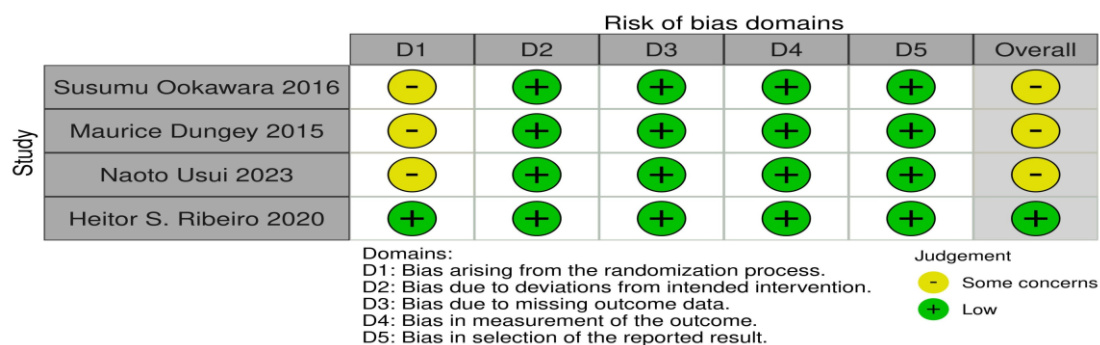 Risk of bias domains
D1 D2 D3 D4 D5 Overall
Study
Susumu Ookawara 2016 - + + + + -
Maurice Dungey 2015 - + + + + -
Naoto Usui 2023 - + + + + -
Heitor S. Ribeiro 2020 + + + + + +
Domains:
D1: Bias arising from the randomization process.
D2: Bias due to deviations from intended intervention.
D3: Bias due to missing outcome data.
D4: Bias in measurement of the outcome.
D5: Bias in selection of the reported result.
Judgement
- Some concerns
+ Low